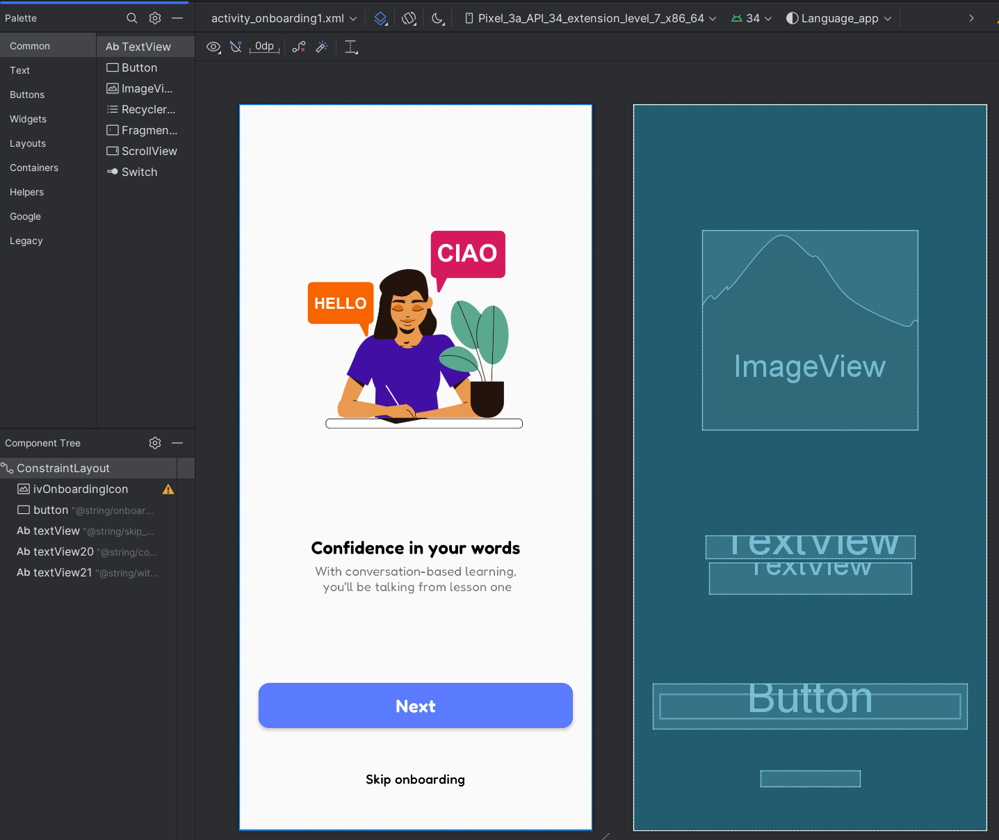 Palette
activity_onboarding1.xml
Pixel_3a_API_34_extension_level_7_x86_64
34
Language_app
Common
Text
Buttons
Widgets
Layouts
Containers
Helpers
Google
Legacy
Ab TextView
Button
ImageVi...
Recycler...
Fragmen...
ScrollView
Switch
0dp
CIAO
HELLO
Confidence in your words
With conversation-based learning,
you'll be talking from lesson one
Next
Skip onboarding
ImageView
TextView
TextView
Button
Component Tree
ConstraintLayout
ivOnboardingIcon
button "@string/onboar...
Ab textView "@string/skip_...
Ab textView20 "@string/co...
Ab textView21 "@string/wit...